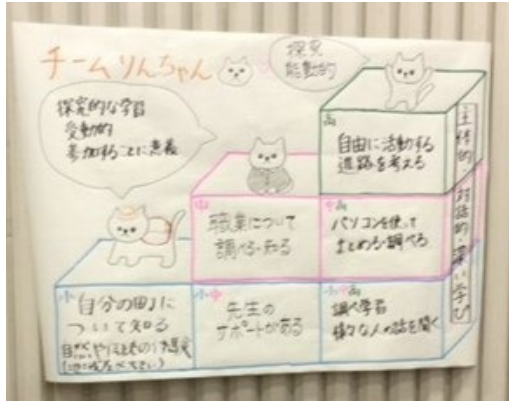 チームりんちゃん
探究
能動的
探究的な学習
受動的
参加することに意義
高
自由に活動する
進路を考える
中
職業について
調べる・知る
中高
パソコンを使って
まとめる・調べる
小
自分の町に
ついて知る
自然や
小中
先生の
サポートがある
小中高
調べ学習
様々な人の話を聞く
主体的・対話的・深い学び